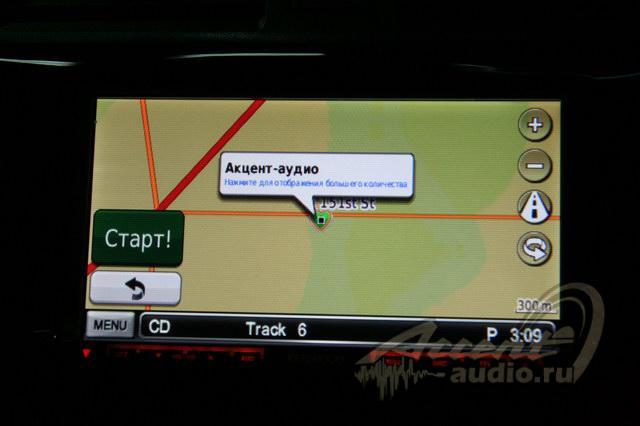 Акцент-аудио
Нажмите для отображения большего количества
151st St
Старт!
300 m
MENU CD Track 6 P 3:09
Accent
-audio.ru